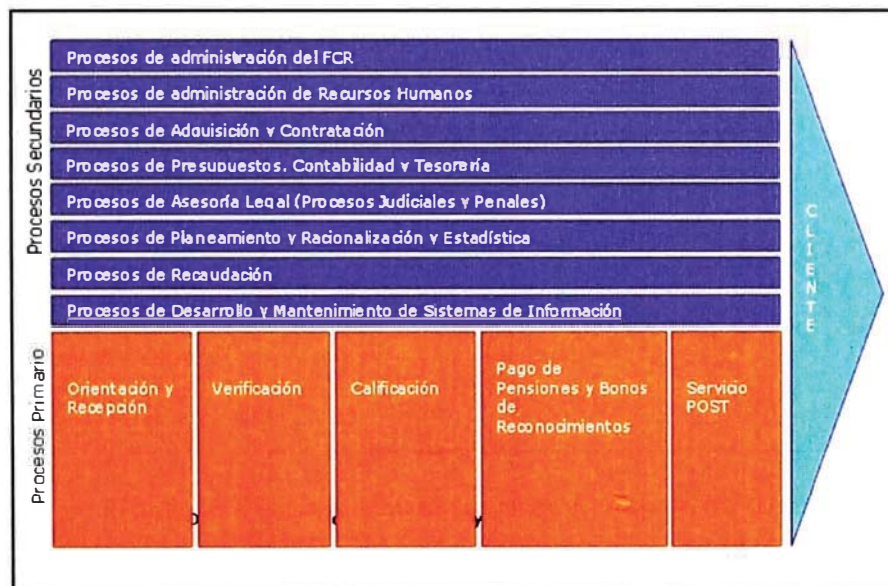 Procesos Secundarios
Procesos de administración del FCR
Procesos de administración de Recursos Humanos
Procesos de Adquisición y Contratación
Procesos de Presupuestos. Contabilidad y Tesorería
Procesos de Asesoría Legal (Procesos Judiciales y Penales)
Procesos de Planeamiento y Racionalización y Estadística
Procesos de Recaudación
Procesos de Desarrollo y Mantenimiento de Sistemas de Información
Procesos Primario
Orientación y
Recepción
Verificación
Calificación
Pago de
Pensiones y Bonos
de
Reconocimientos
Servicio
POST
CLIENTE